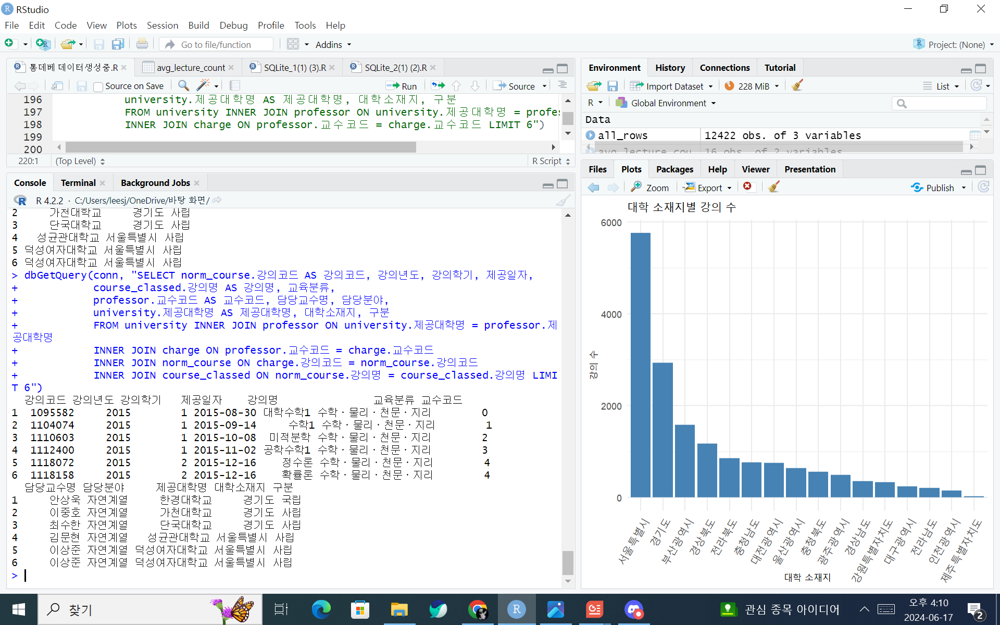 RStudio
File Edit Code View Plots Session Build Debug Profile Tools Help
Go to file/function Addins Project: (None)
통데베 데이터생성중.R avg_lecture_count SQLite_1(1) (3).R SQLite_2(1) (2).R
Source on Save Run Source
196 university.제공대학명 AS 제공대학명, 대학소재지, 구분
197 FROM university INNER JOIN professor ON university.제공대학명 = profe
198 INNER JOIN charge ON professor.교수코드 = charge.교수코드 LIMIT 6")
199
200
220:1 (Top Level) R Script
Console Terminal Background Jobs
R 4.2.2 · C:/Users/leesj/OneDrive/바탕 화면/
2 가천대학교 경기도 사립
3 단국대학교 경기도 사립
4 성균관대학교 서울특별시 사립
5 덕성여자대학교 서울특별시 사립
6 덕성여자대학교 서울특별시 사립
> dbGetQuery(conn, "SELECT norm_course.강의코드 AS 강의코드, 강의년도, 강의학기, 제공일자,
+ course_classed.강의명 AS 강의명, 교육분류,
+ professor.교수코드 AS 교수코드, 담당교수명, 담당분야,
+ university.제공대학명 AS 제공대학명, 대학소재지, 구분
+ FROM university INNER JOIN professor ON university.제공대학명 = professor.제
공대학명
+ INNER JOIN charge ON professor.교수코드 = charge.교수코드
+ INNER JOIN norm_course ON charge.강의코드 = norm_course.강의코드
+ INNER JOIN course_classed ON norm_course.강의명 = course_classed.강의명 LIMI
T 6")
강의코드 강의년도 강의학기 제공일자 강의명 교육분류 교수코드
1 1095582 2015 1 2015-08-30 대학수학1 수학·물리·천문·지리 0
2 1104074 2015 1 2015-09-14 수학1 수학·물리·천문·지리 1
3 1110603 2015 1 2015-10-08 미적분학 수학·물리·천문·지리 2
4 1112400 2015 1 2015-11-02 공학수학1 수학·물리·천문·지리 3
5 1118072 2015 2 2015-12-16 정수론 수학·물리·천문·지리 4
6 1118158 2015 2 2015-12-16 확률론 수학·물리·천문·지리 4
담당교수명 담당분야 제공대학명 대학소재지 구분
1 안상욱 자연계열 한경대학교 경기도 국립
2 이중호 자연계열 가천대학교 경기도 사립
3 최수한 자연계열 단국대학교 경기도 사립
4 김문현 자연계열 성균관대학교 서울특별시 사립
5 이상준 자연계열 덕성여자대학교 서울특별시 사립
6 이상준 자연계열 덕성여자대학교 서울특별시 사립
>
Environment History Connections Tutorial
Import Dataset 228 MiB List
R Global Environment
Data
all_rows 12422 obs. of 3 variables
avg_lecture_cou 16 obs. of 2 variables
Files Plots Packages Help Viewer Presentation
Zoom Export Publish
대학 소재지별 강의 수
6000
4000
2000
0
강의 수
서울특별시
경기도
부산광역시
경상북도
전라북도
충청남도
대전광역시
울산광역시
충청북도
광주광역시
경상남도
강원특별자치도
대구광역시
전라남도
인천광역시
제주특별자치도
대학 소재지
찾기
관심 종목 아이디어
오후 4:10
2024-06-17
2